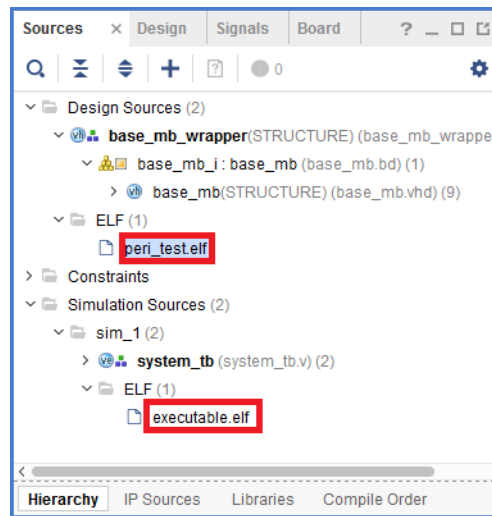 Sources × Design Signals Board ? _
0
Design Sources (2)
base_mb_wrapper(STRUCTURE) (base_mb_wrappe
base_mb_i : base_mb (base_mb.bd) (1)
base_mb(STRUCTURE) (base_mb.vhd) (9)
ELF (1)
peri_test.elf
Constraints
Simulation Sources (2)
sim_1 (2)
system_tb (system_tb.v) (2)
ELF (1)
executable.elf
Hierarchy IP Sources Libraries Compile Order